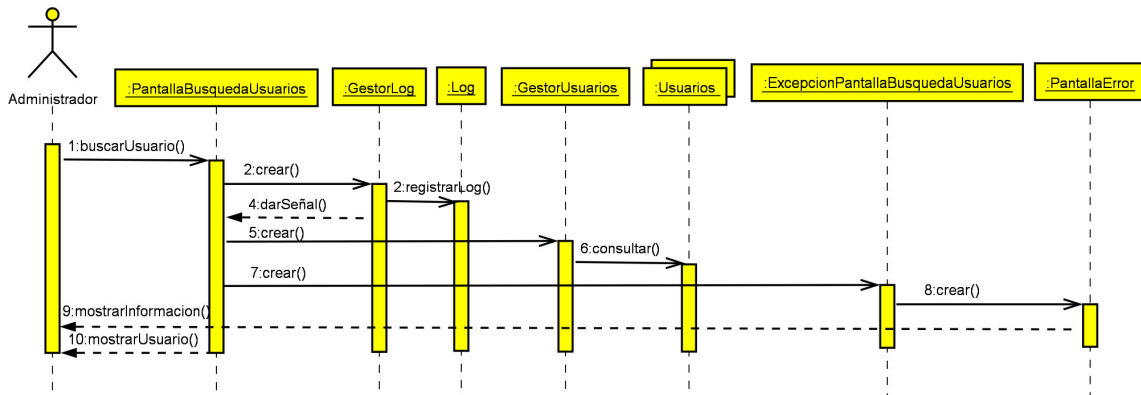 Administrador
:PantallaBusquedaUsuarios
:GestorLog
:Log
:GestorUsuarios
:Usuarios
:ExcepcionPantallaBusquedaUsuarios
:PantallaError
1:buscarUsuario()
2:crear()
2:registrarLog()
4:darSeñal()
5:crear()
6:consultar()
7:crear()
8:crear()
9:mostrarInformacion()
10:mostrarUsuario()